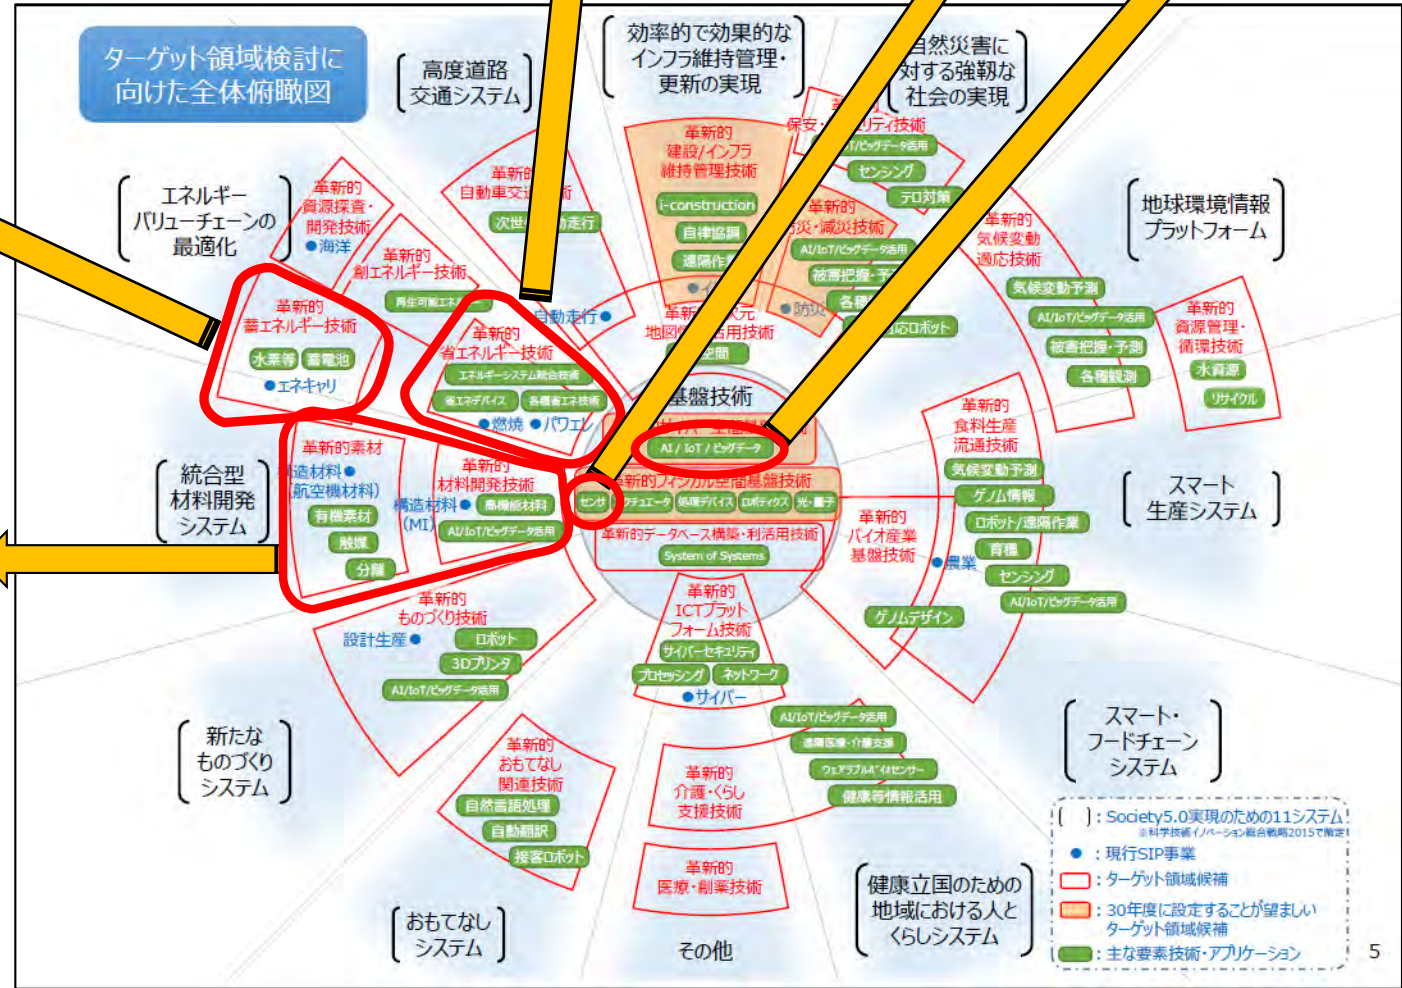 ターゲット領域検討に
向けた全体俯瞰図
高度道路
交通システム
効率的で効果的な
インフラ維持管理・
更新の実現
自然災害に
対する強靱な
社会の実現
エネルギー
バリューチェーンの
最適化
地球環境情報
プラットフォーム
革新的
資源探査・
開発技術
●海洋
革新的
創エネルギー技術
再生可能エネルギー
革新的
自動車交通
次世
走行
自動走行●
革新的
建設/インフラ
維持管理技術
i-construction
自律協調
遠隔作業
革新的
保安・
リティ技術
IoT/ビッグデータ活用
センシング
テロ対策
革新的
防災・減災技術
AI/IoT/ビッグデータ活用
被害把握・予
各種
●防災
応ロボット
革新的
気候変動
適応技術
気候変動予測
AI/IoT/ビッグデータ活用
被害把握・予測
各種観測
革新的
資源管理・
循環技術
水資源
リサイクル
革新的
蓄エネルギー技術
水素等
蓄電池
●エネキャリ
革新的
省エネルギー技術
エネルギーシステム統合技術
省エネデバイス
各種省エネ技術
●燃焼 ●パワエレ
革新
次元
地図
活用技術
空間
基盤技術
AI / IoT / ビッグデータ
革新的フィジカル空間基盤技術
センサ
クチュエータ
処理デバイス
ロボティクス
光・量子
革新的データベース構築・利活用技術
System of Systems
統合型
材料開発
システム
革新的素材
構造材料●
(航空機材料)
有機素材
触媒
分離
革新的
材料開発技術
構造材料●
(MI)
高機能材料
AI/IoT/ビッグデータ活用
革新的
バイオ産業
基盤技術
ゲノムデザイン
革新的
食料生産
流通技術
気候変動予測
ゲノム情報
ロボット/遠隔作業
育種
●農業
センシング
AI/IoT/ビッグデータ活用
スマート
生産システム
革新的
ものづくり技術
設計生産●
ロボット
3Dプリンタ
AI/IoT/ビッグデータ活用
革新的
ICTプラット
フォーム技術
サイバーセキュリティ
プロセッシング
ネットワーク
●サイバー
新たな
ものづくり
システム
革新的
おもてなし
関連技術
自然言語処理
自動翻訳
接客ロボット
革新的
介護・くらし
支援技術
AI/IoT/ビッグデータ活用
遠隔医療・介護支援
ウェアラブルバイオセンサー
健康等情報活用
革新的
医療・創薬技術
スマート・
フードチェーン
システム
おもてなし
システム
その他
健康立国のための
地域における人と
くらしシステム
[ ]：Society5.0実現のための11システム
※科学技術イノベーション総合戦略2015で策定
●：現行SIP事業
：ターゲット領域候補
：30年度に設定することが望ましい
ターゲット領域候補
：主な要素技術・アプリケーション
5